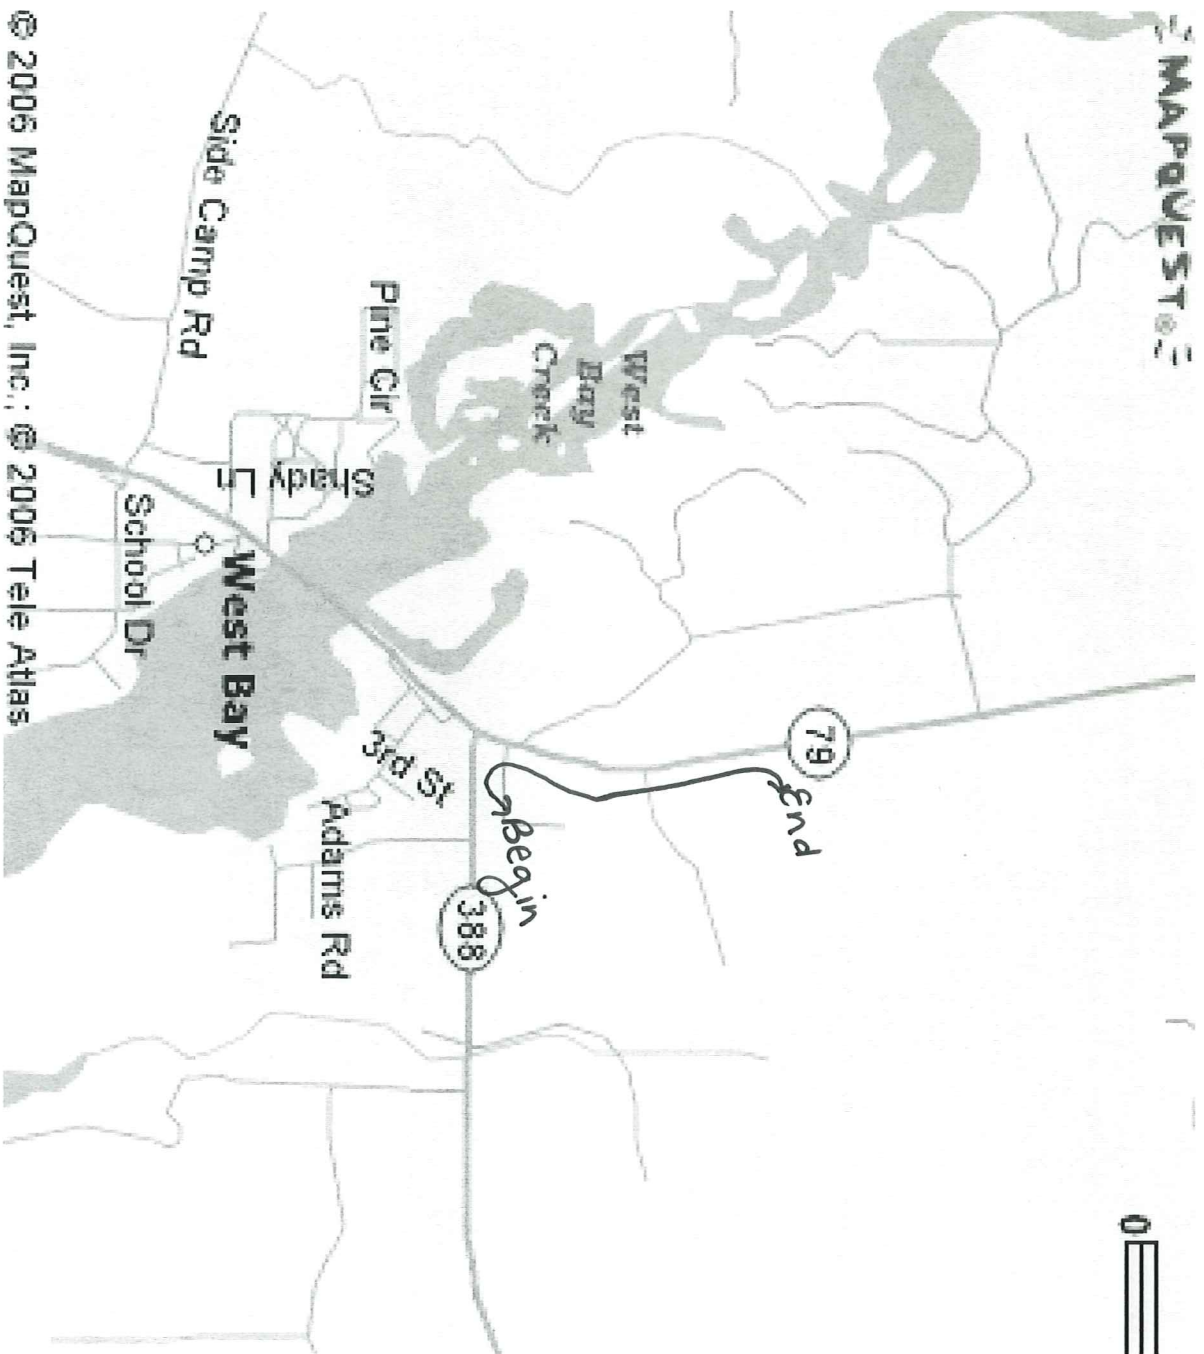 MAPQUEST®
0
79
End
Begin
388
West
Bay
Creek
Pine Cir
Side Camp Rd
Shady Ln
School Dr
West Bay
3rd St
Adams Rd
© 2006 MapQuest, Inc.; © 2006 Tele Atlas